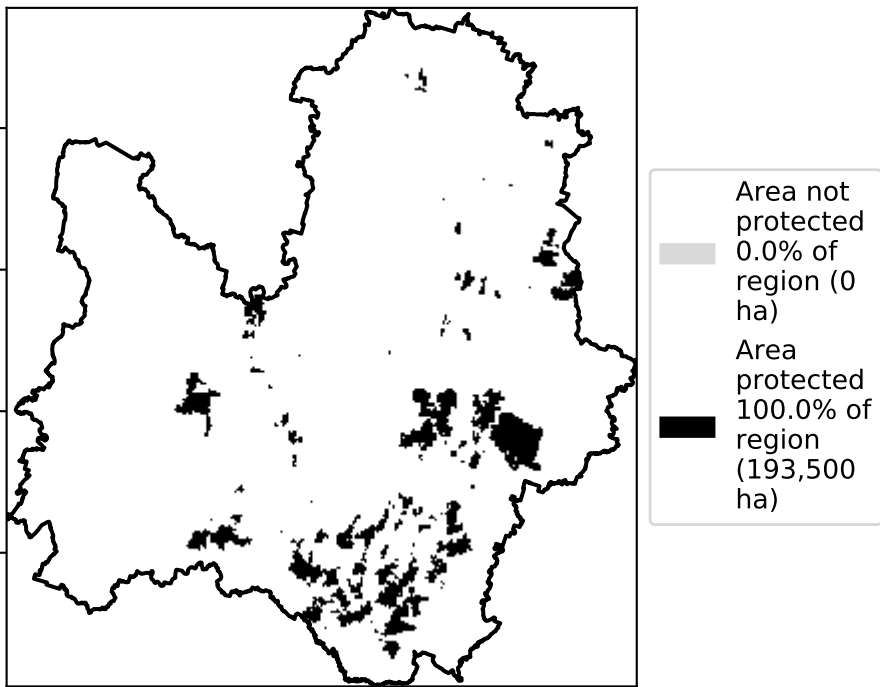 Area not
protected
0.0% of
region (0
ha)
Area
protected
100.0% of
region
(193,500
ha)